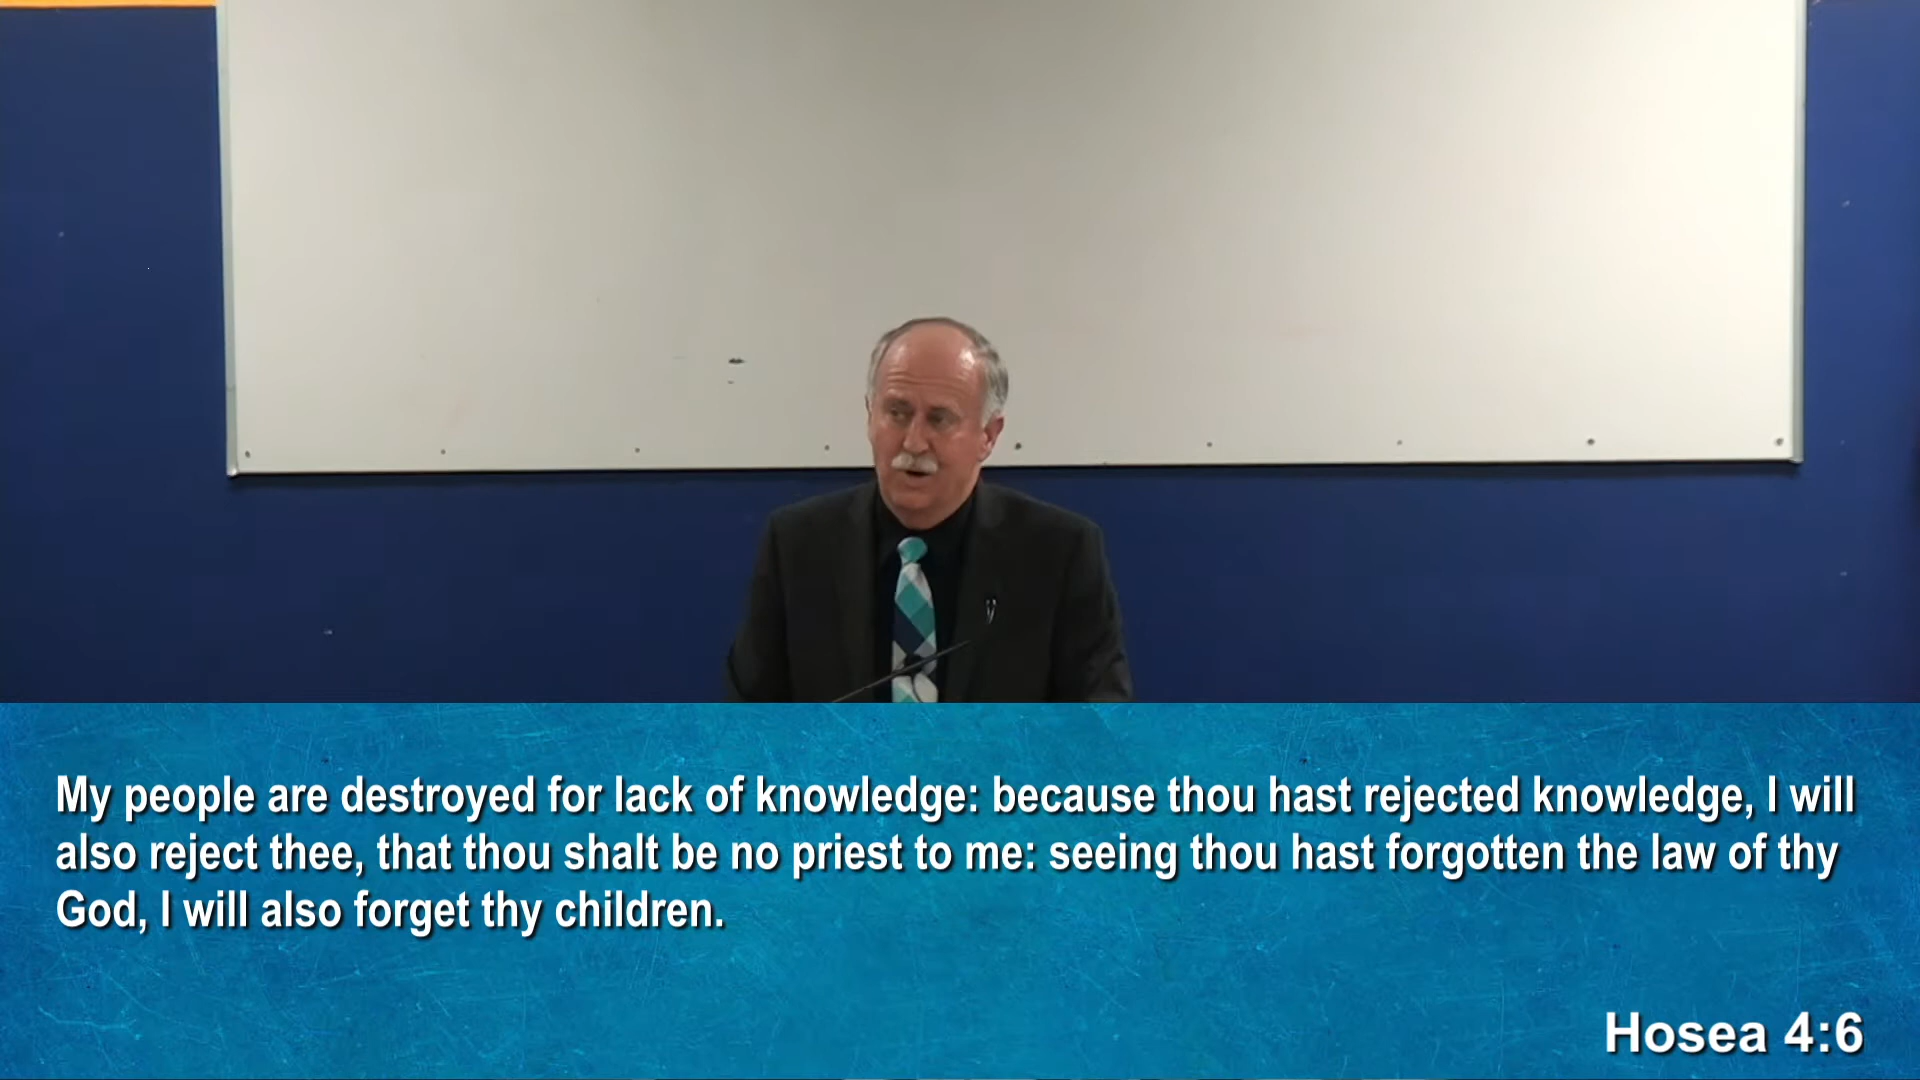 My people are destroyed for lack of knowledge: because thou hast rejected knowledge, I will
also reject thee, that thou shalt be no priest to me: seeing thou hast forgotten the law of thy
God, I will also forget thy children.
Hosea 4:6